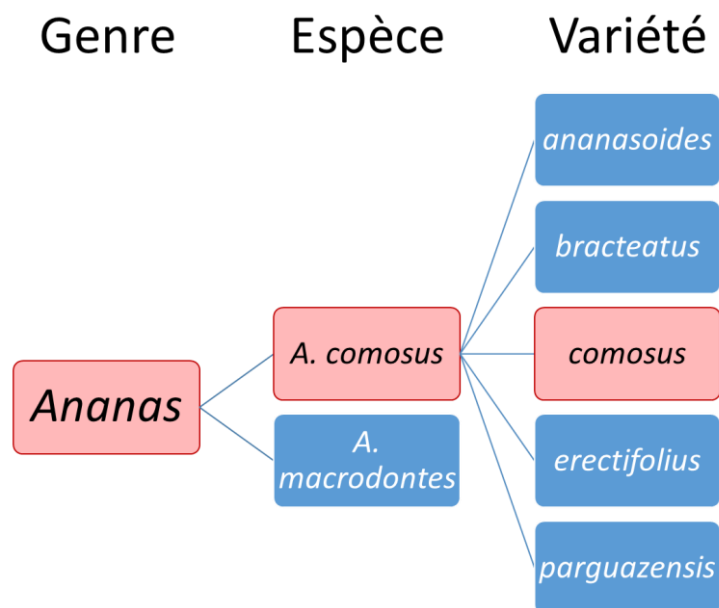 Genre
Espèce
Variété
ananasoides
bracteatus
A. comosus
comosus
Ananas
A.
macrodontes
erectifolius
parguazensis